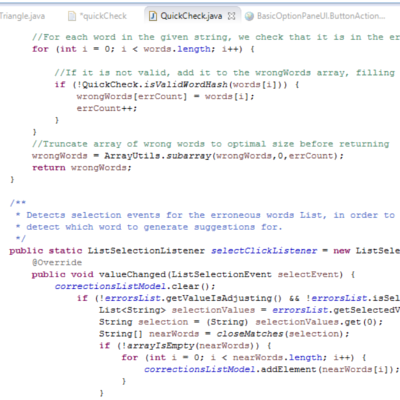 Triangle.java *quickCheck QuickCheck.java BasicOptionPaneUI.ButtonAction...
//For each word in the given string, we check that it is in the er
for (int i = 0; i < words.length; i++) {
//If it is not valid, add it to the wrongWords array, filling
if (!QuickCheck.isValidWordHash(words[i])) {
wrongWords[errCount] = words[i];
errCount++;
}
}
//Truncate array of wrong words to optimal size before returning
wrongWords = ArrayUtils.subarray(wrongWords,0,errCount);
return wrongWords;
}
/**
* Detects selection events for the erroneous words List, in order to
* detect which word to generate suggestions for.
*/
public static ListSelectionListener selectClickListener = new ListSele
@Override
public void valueChanged(ListSelectionEvent selectEvent) {
correctionsListModel.clear();
if (!errorsList.getValueIsAdjusting() && !errorsList.isSel
List<String> selectionValues = errorsList.getSelectedV
String selection = (String) selectionValues.get(0);
String[] nearWords = closeMatches(selection);
if (!arrayIsEmpty(nearWords)) {
for (int i = 0; i < nearWords.length; i++) {
correctionsListModel.addElement(nearWords[i]);
}
}